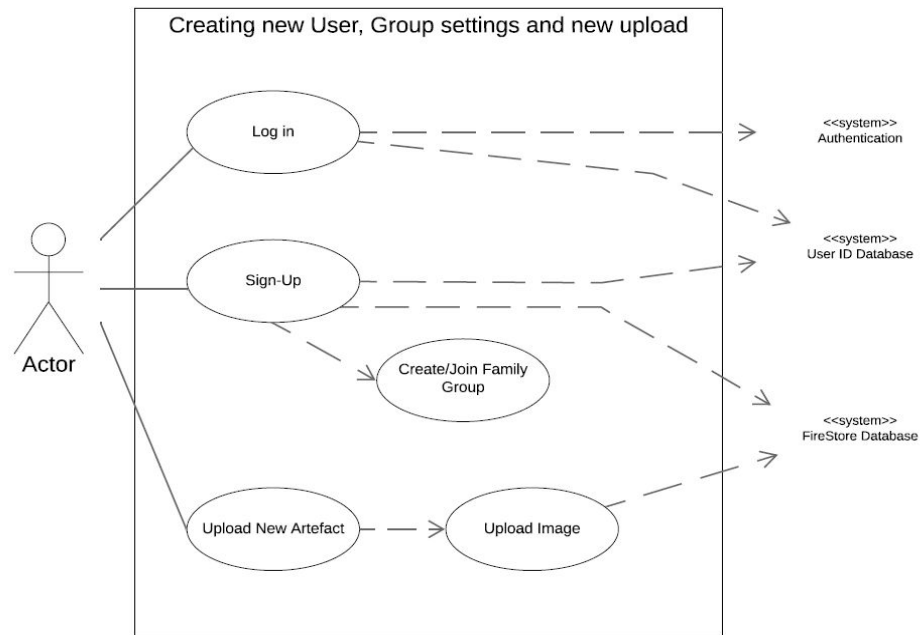 Creating new User, Group settings and new upload
Log in
<<system>>
Authentication
<<system>>
User ID Database
Sign-Up
Actor
Create/Join Family
Group
<<system>>
FireStore Database
Upload New Artefact
Upload Image